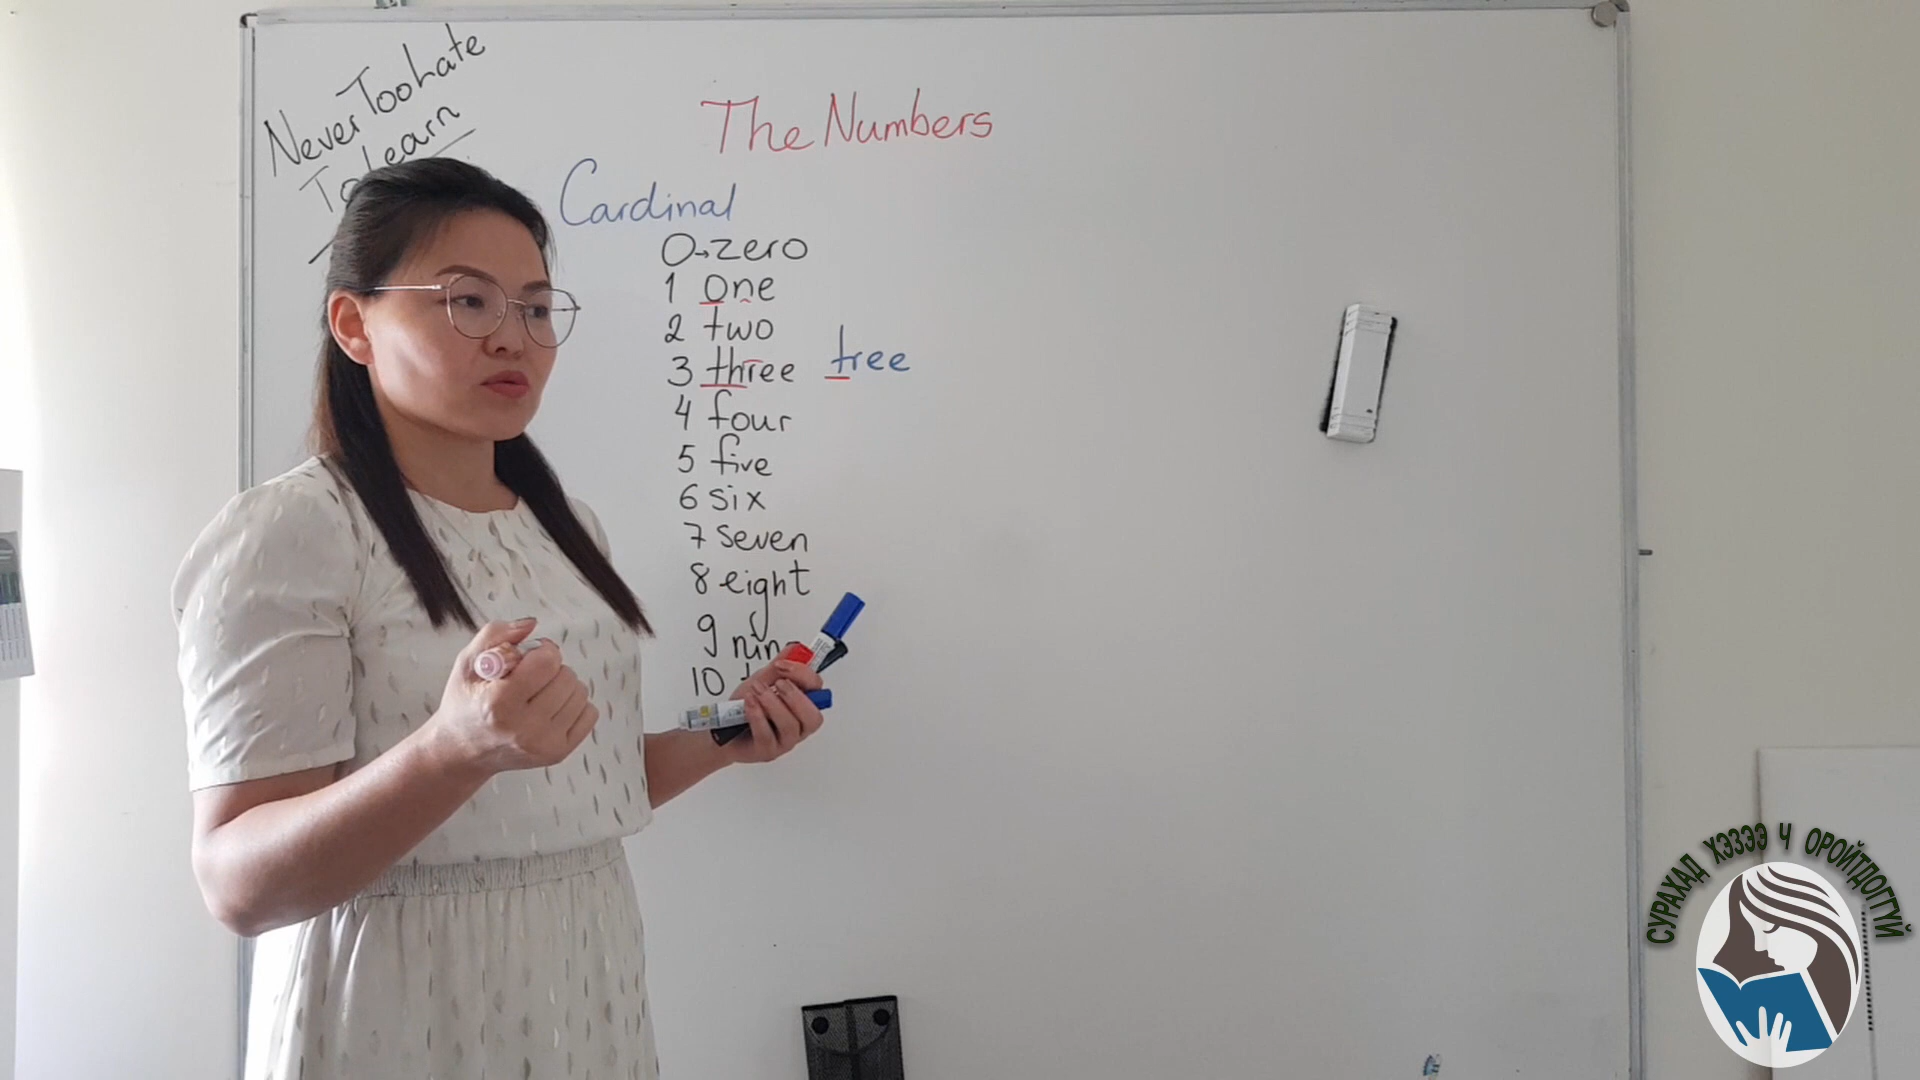 Never Too Late
To Learn
The Numbers
Cardinal
0→zero
1 one
2 two
3 three tree
4 four
5 five
6 six
7 seven
8 eight
9
10
СУРАХАД ХЭЗЭЭ Ч ОРОЙТДОГГҮЙ